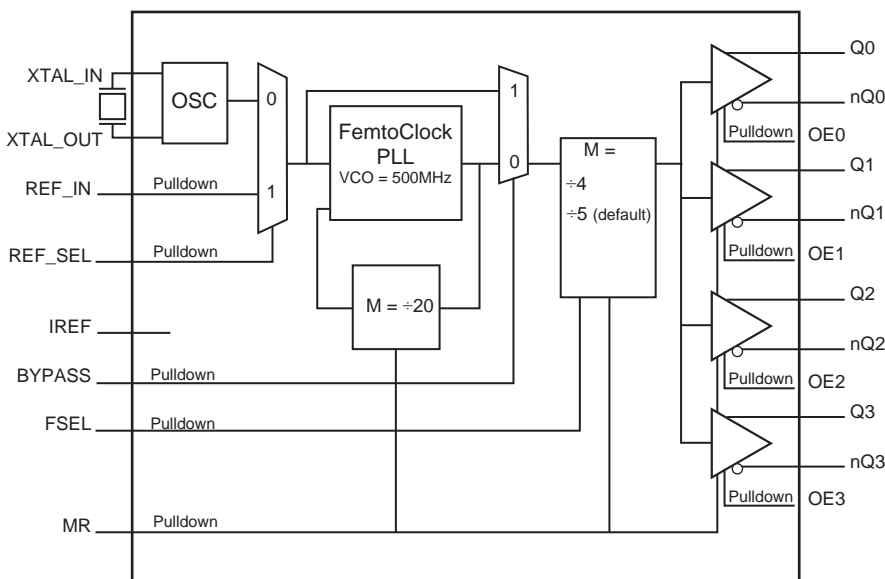 XTAL_IN
OSC
XTAL_OUT
0
1
REF_IN
Pulldown
REF_SEL
Pulldown
FemtoClock
PLL
VCO = 500MHz
1
0
M = ÷20
M =
÷4
÷5 (default)
IREF
BYPASS
Pulldown
FSEL
Pulldown
MR
Pulldown
Q0
nQ0
Pulldown
OE0
Q1
nQ1
Pulldown
OE1
Q2
nQ2
Pulldown
OE2
Q3
nQ3
Pulldown
OE3